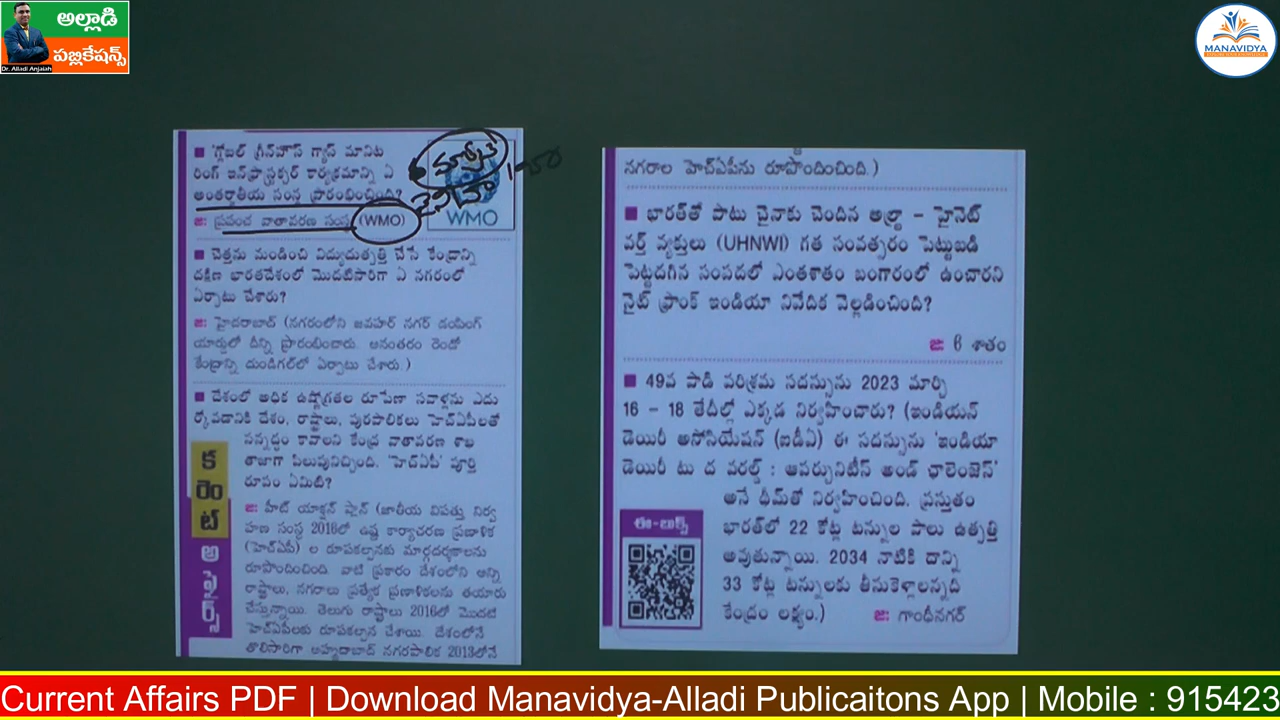 అల్లాడి
పబ్లికేషన్స్
Dr. Alladi Anjaiah
MANAVIDYA
■ 'గ్లోబల్ గ్రీన్‌హౌస్ గ్యాస్ మానిట
రింగ్ ఇన్‌ఫ్రాస్ట్రక్చర్ కార్యక్రమాన్ని ఏ
అంతర్జాతీయ సంస్థ ప్రారంభించింది?
జ: ప్రపంచ వాతావరణ సంస్థ (WMO)
WMO
■ చెత్తను మండించి విద్యుదుత్పత్తి చేసే కేంద్రాన్ని
దక్షిణ భారతదేశంలో మొదటిసారిగా ఏ నగరంలో
ఏర్పాటు చేశారు?
జ: హైదరాబాద్ (నగరంలోని జవహర్ నగర్ డంపింగ్
యార్డులో దీన్ని ప్రారంభించారు. అనంతరం రెండో
కేంద్రాన్ని దుండిగల్‌లో ఏర్పాటు చేశారు.)
■ దేశంలో అధిక ఉష్ణోగ్రతల రూపేణా సవాళ్లను ఎదు
ర్కోవడానికి దేశం, రాష్ట్రాలు, పురపాలికలు 'హెచ్‌ఏపీ'లతో
సన్నద్ధం కావాలని కేంద్ర వాతావరణ శాఖ
తాజాగా పిలుపునిచ్చింది. 'హెచ్‌ఏపీ' పూర్తి
రూపం ఏమిటి?
జ: హీట్ యాక్షన్ ప్లాన్ (జాతీయ విపత్తు నిర్వ
హణ సంస్థ 2016లో ఉష్ణ కార్యాచరణ ప్రణాళిక
(హెచ్‌ఏపీ) ల రూపకల్పనకు మార్గదర్శకాలను
రూపొందించింది. వాటి ప్రకారం దేశంలోని అన్ని
రాష్ట్రాలు, నగరాలు ప్రత్యేక ప్రణాళికలను తయారు
చేస్తున్నాయి. తెలుగు రాష్ట్రాలు 2016లో మొదటి
హెచ్‌ఏపీలకు రూపకల్పన చేశాయి. దేశంలోనే
తొలిసారిగా అహ్మదాబాద్ నగరపాలిక 2013లోనే
కరెంట్ అఫైర్స్
నగరాల హెచ్‌ఏపీను రూపొందించింది.)
■ భారత్‌తో పాటు చైనాకు చెందిన అల్ట్రా – హైనెట్
వర్త్ వ్యక్తులు (UHNWI) గత సంవత్సరం పెట్టుబడి
పెట్టదగిన సంపదలో ఎంతశాతం బంగారంలో ఉంచారని
నైట్ ఫ్రాంక్ ఇండియా నివేదిక వెల్లడించింది?
జ: 6 శాతం
■ 49వ పాడి పరిశ్రమ సదస్సును 2023 మార్చి
16 – 18 తేదీల్లో ఎక్కడ నిర్వహించారు? (ఇండియన్
డెయిరీ అసోసియేషన్ (ఐడీఏ) ఈ సదస్సును 'ఇండియా
డెయిరీ టు ద వరల్డ్ : ఆపర్చునిటీస్ అండ్ ఛాలెంజెస్'
అనే థీమ్‌తో నిర్వహించింది. ప్రస్తుతం
భారత్‌లో 22 కోట్ల టన్నుల పాలు ఉత్పత్తి
అవుతున్నాయి. 2034 నాటికి దాన్ని
33 కోట్ల టన్నులకు తీసుకెళ్లాలన్నది
కేంద్రం లక్ష్యం.) జ: గాంధీనగర్
ఈ-బుక్స్
Current Affairs PDF | Download Manavidya-Alladi Publicaitons App | Mobile : 915423